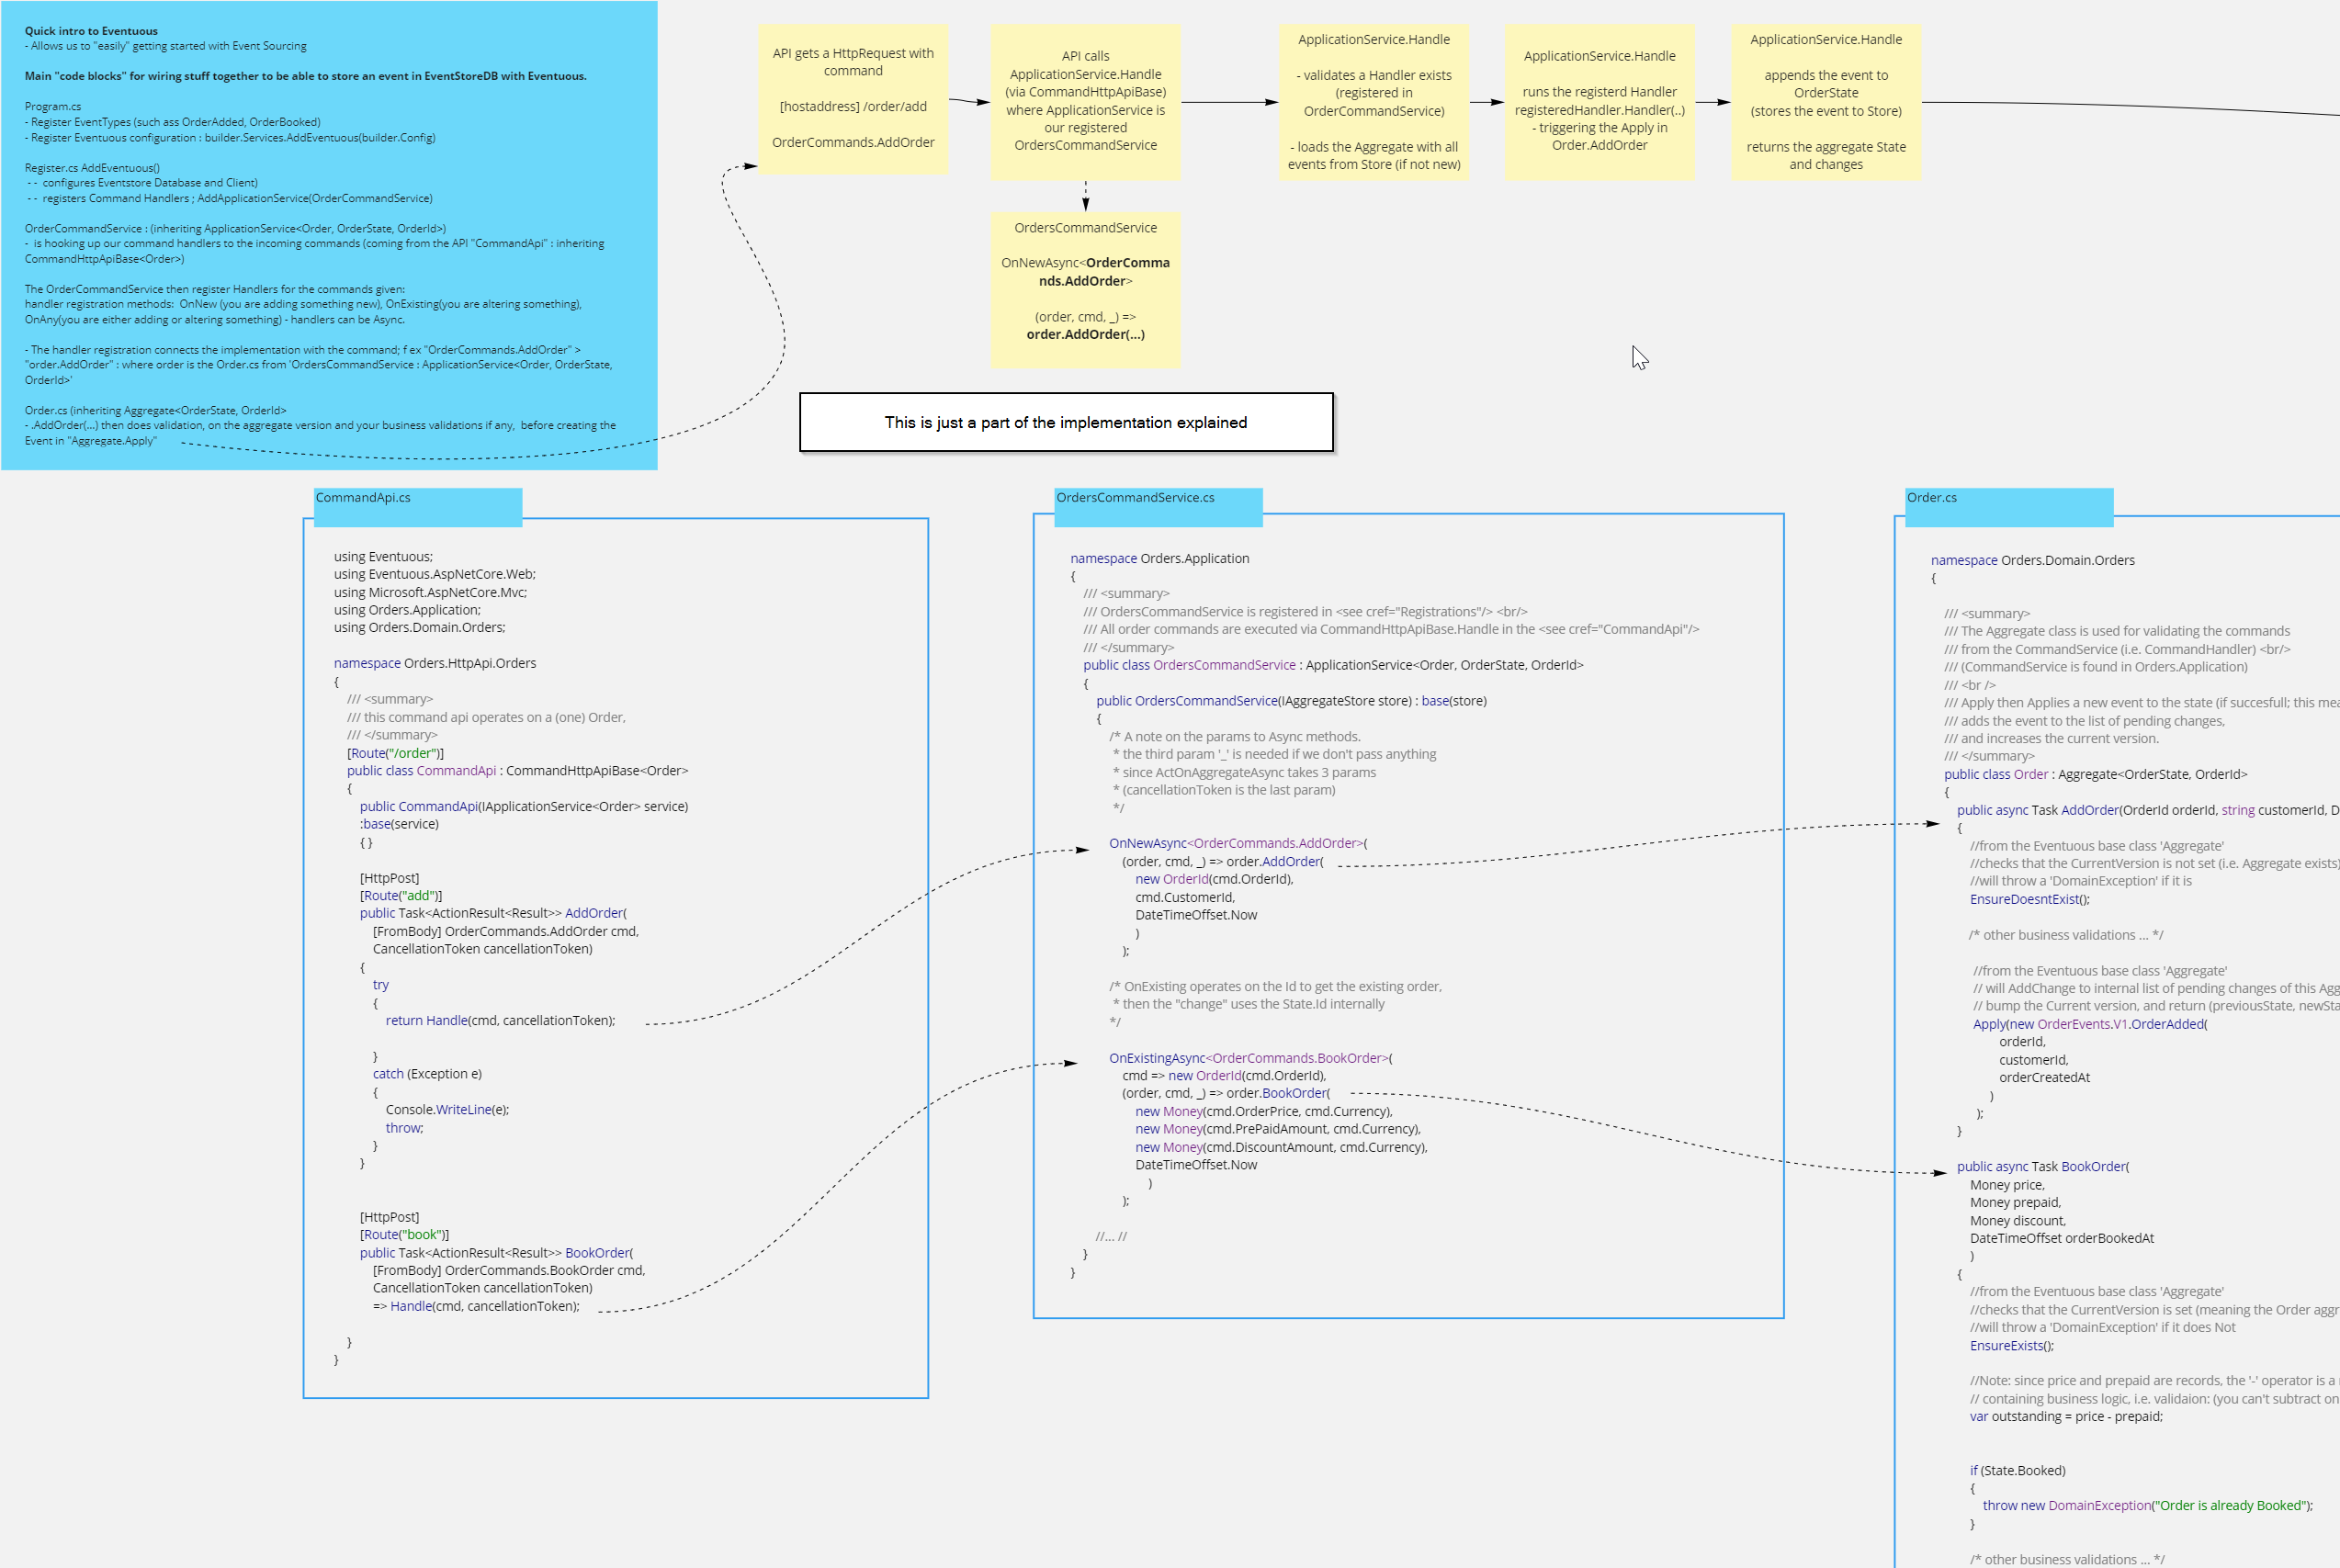 Quick intro to Eventuous
- Allows us to "easily" getting started with Event Sourcing
Main "code blocks" for wiring stuff together to be able to store an event in EventStoreDB with Eventuous.
Program.cs
- Register EventTypes (such ass OrderAdded, OrderBooked)
- Register Eventuous configuration : builder.Services.AddEventuous(builder.Config)
Register.cs AddEventuous()
- - configures Eventstore Database and Client)
- - registers Command Handlers ; AddApplicationService(OrderCommandService)
OrderCommandService : (inheriting ApplicationService<Order, OrderState, OrderId>)
- is hooking up our command handlers to the incoming commands (coming from the API "CommandApi" : inheriting
CommandHttpApiBase<Order>)
The OrderCommandService then register Handlers for the commands given:
handler registration methods: OnNew (you are adding something new), OnExisting(you are altering something),
OnAny(you are either adding or altering something) - handlers can be Async.
- The handler registration connects the implementation with the command; f ex "OrderCommands.AddOrder" >
"order.AddOrder" : where order is the Order.cs from 'OrdersCommandService : ApplicationService<Order, OrderState,
OrderId>'
Order.cs (inheriting Aggregate<OrderState, OrderId>
- .AddOrder(...) then does validation, on the aggregate version and your business validations if any, before creating the
Event in "Aggregate.Apply"
API gets a HttpRequest with
command
[hostaddress] /order/add
OrderCommands.AddOrder
API calls
ApplicationService.Handle
(via CommandHttpApiBase)
where ApplicationService is
our registered
OrdersCommandService
ApplicationService.Handle
- validates a Handler exists
(registered in
OrderCommandService)
- loads the Aggregate with all
events from Store (if not new)
ApplicationService.Handle
runs the registerd Handler
registeredHandler.Handler(..)
- triggering the Apply in
Order.AddOrder
ApplicationService.Handle
appends the event to
OrderState
(stores the event to Store)
returns the aggregate State
and changes
OrdersCommandService
OnNewAsync<OrderComma
nds.AddOrder>
(order, cmd, _) =>
order.AddOrder(...)
This is just a part of the implementation explained
CommandApi.cs
using Eventuous;
using Eventuous.AspNetCore.Web;
using Microsoft.AspNetCore.Mvc;
using Orders.Application;
using Orders.Domain.Orders;
namespace Orders.HttpApi.Orders
{
/// <summary>
/// this command api operates on a (one) Order,
/// </summary>
[Route("/order")]
public class CommandApi : CommandHttpApiBase<Order>
{
public CommandApi(IApplicationService<Order> service)
:base(service)
{ }
[HttpPost]
[Route("add")]
public Task<ActionResult<Result>> AddOrder(
[FromBody] OrderCommands.AddOrder cmd,
CancellationToken cancellationToken)
{
try
{
return Handle(cmd, cancellationToken);
}
catch (Exception e)
{
Console.WriteLine(e);
throw;
}
}
[HttpPost]
[Route("book")]
public Task<ActionResult<Result>> BookOrder(
[FromBody] OrderCommands.BookOrder cmd,
CancellationToken cancellationToken)
=> Handle(cmd, cancellationToken);
}
}
OrdersCommandService.cs
namespace Orders.Application
{
/// <summary>
/// OrdersCommandService is registered in <see cref="Registrations"/> <br/>
/// All order commands are executed via CommandHttpApiBase.Handle in the <see cref="CommandApi"/>
/// </summary>
public class OrdersCommandService : ApplicationService<Order, OrderState, OrderId>
{
public OrdersCommandService(IAggregateStore store) : base(store)
{
/* A note on the params to Async methods.
* the third param '_' is needed if we don't pass anything
* since ActOnAggregateAsync takes 3 params
* (cancellationToken is the last param)
*/
OnNewAsync<OrderCommands.AddOrder>(
(order, cmd, _) => order.AddOrder(
new OrderId(cmd.OrderId),
cmd.CustomerId,
DateTimeOffset.Now
)
);
/* OnExisting operates on the Id to get the existing order,
* then the "change" uses the State.Id internally
*/
OnExistingAsync<OrderCommands.BookOrder>(
cmd => new OrderId(cmd.OrderId),
(order, cmd, _) => order.BookOrder(
new Money(cmd.OrderPrice, cmd.Currency),
new Money(cmd.PrePaidAmount, cmd.Currency),
new Money(cmd.DiscountAmount, cmd.Currency),
DateTimeOffset.Now
)
);
//... //
}
}
Order.cs
namespace Orders.Domain.Orders
{
/// <summary>
/// The Aggregate class is used for validating the commands
/// from the CommandService (i.e. CommandHandler) <br/>
/// (CommandService is found in Orders.Application)
/// <br />
/// Apply then Applies a new event to the state (if succesfull; this mea
/// adds the event to the list of pending changes,
/// and increases the current version.
/// </summary>
public class Order : Aggregate<OrderState, OrderId>
{
public async Task AddOrder(OrderId orderId, string customerId, D
{
//from the Eventuous base class 'Aggregate'
//checks that the CurrentVersion is not set (i.e. Aggregate exists)
//will throw a 'DomainException' if it is
EnsureDoesntExist();
/* other business validations ... */
//from the Eventuous base class 'Aggregate'
// will AddChange to internal list of pending changes of this Agg
// bump the Current version, and return (previousState, newSta
Apply(new OrderEvents.V1.OrderAdded(
orderId,
customerId,
orderCreatedAt
)
);
}
public async Task BookOrder(
Money price,
Money prepaid,
Money discount,
DateTimeOffset orderBookedAt
)
{
//from the Eventuous base class 'Aggregate'
//checks that the CurrentVersion is set (meaning the Order aggr
//will throw a 'DomainException' if it does Not
EnsureExists();
//Note: since price and prepaid are records, the '-' operator is a
// containing business logic, i.e. validaion: (you can't subtract on
var outstanding = price - prepaid;
if (State.Booked)
{
throw new DomainException("Order is already Booked");
}
/* other business validations ... */